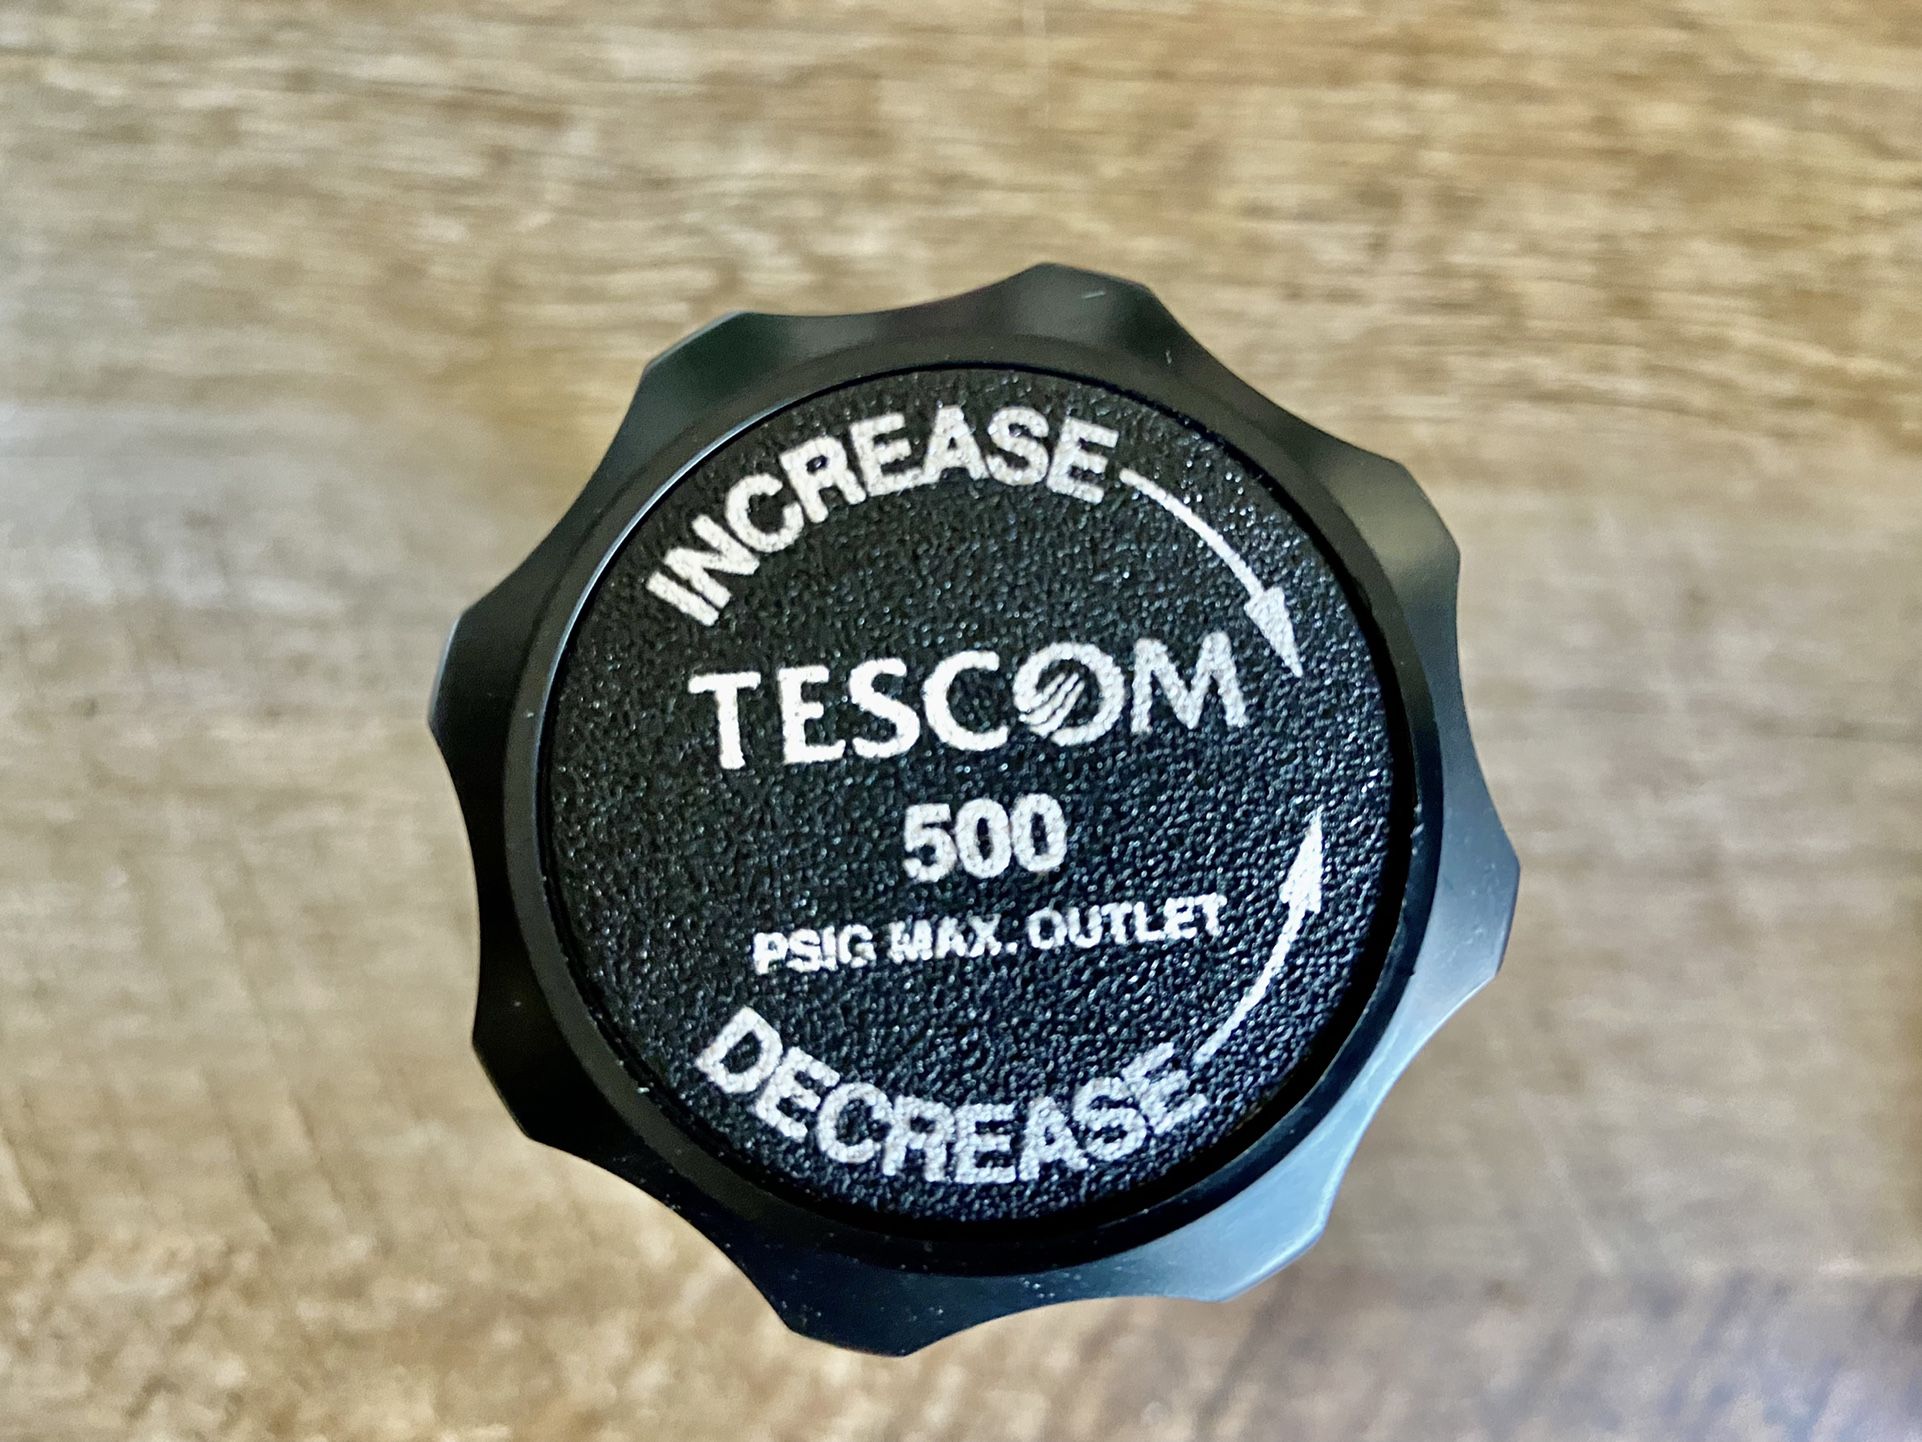 INCREASE
TESCOM
500
PSIG MAX. OUTLET
DECREASE